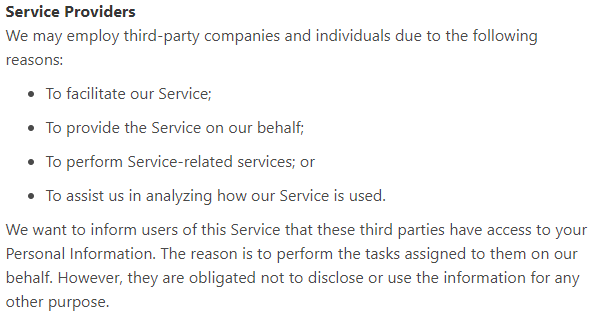 Service Providers
We may employ third-party companies and individuals due to the following
reasons:
• To facilitate our Service;
• To provide the Service on our behalf;
• To perform Service-related services; or
• To assist us in analyzing how our Service is used.
We want to inform users of this Service that these third parties have access to your
Personal Information. The reason is to perform the tasks assigned to them on our
behalf. However, they are obligated not to disclose or use the information for any
other purpose.